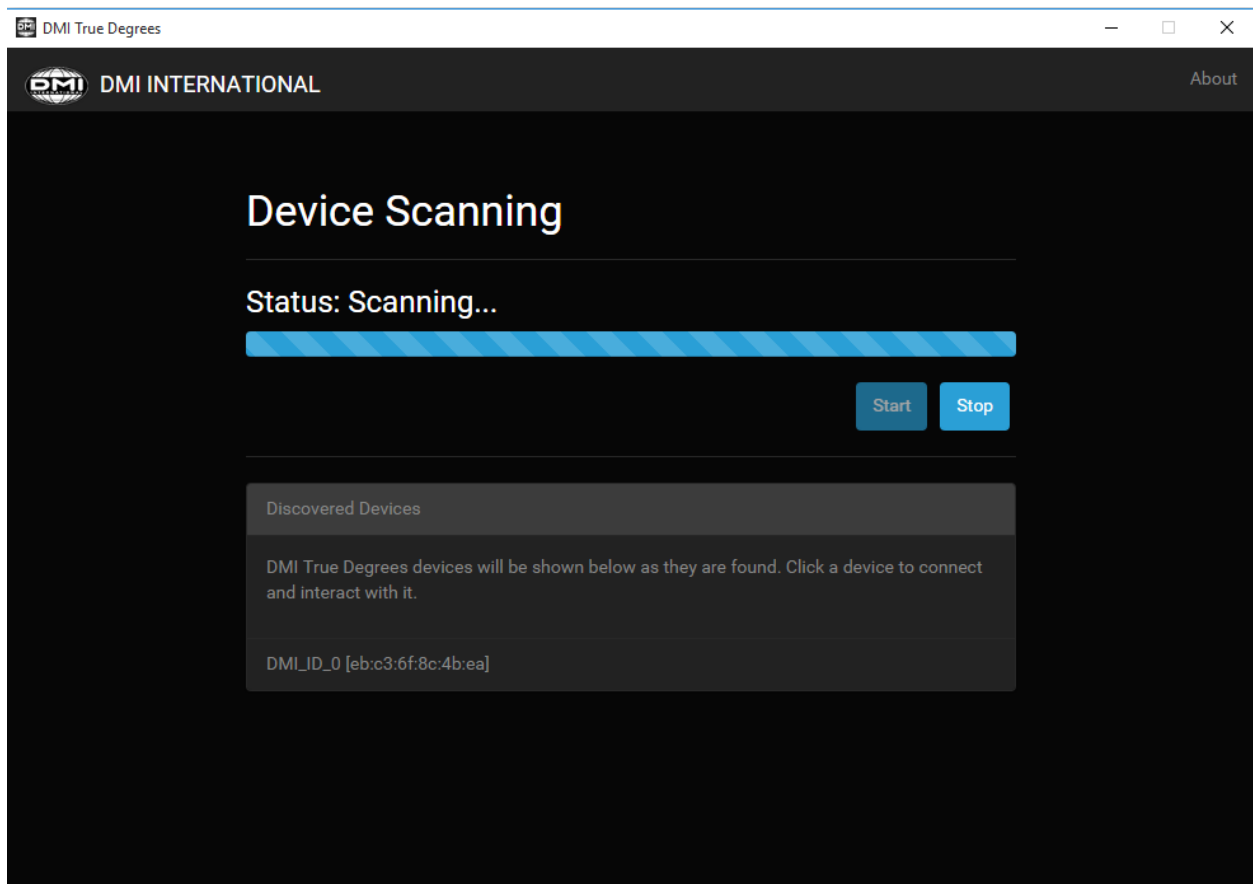 DMI True Degrees
DMI INTERNATIONAL
About
Device Scanning
Status: Scanning...
Start Stop
Discovered Devices
DMI True Degrees devices will be shown below as they are found. Click a device to connect
and interact with it.
DMI_ID_0 [eb:c3:6f:8c:4b:ea]